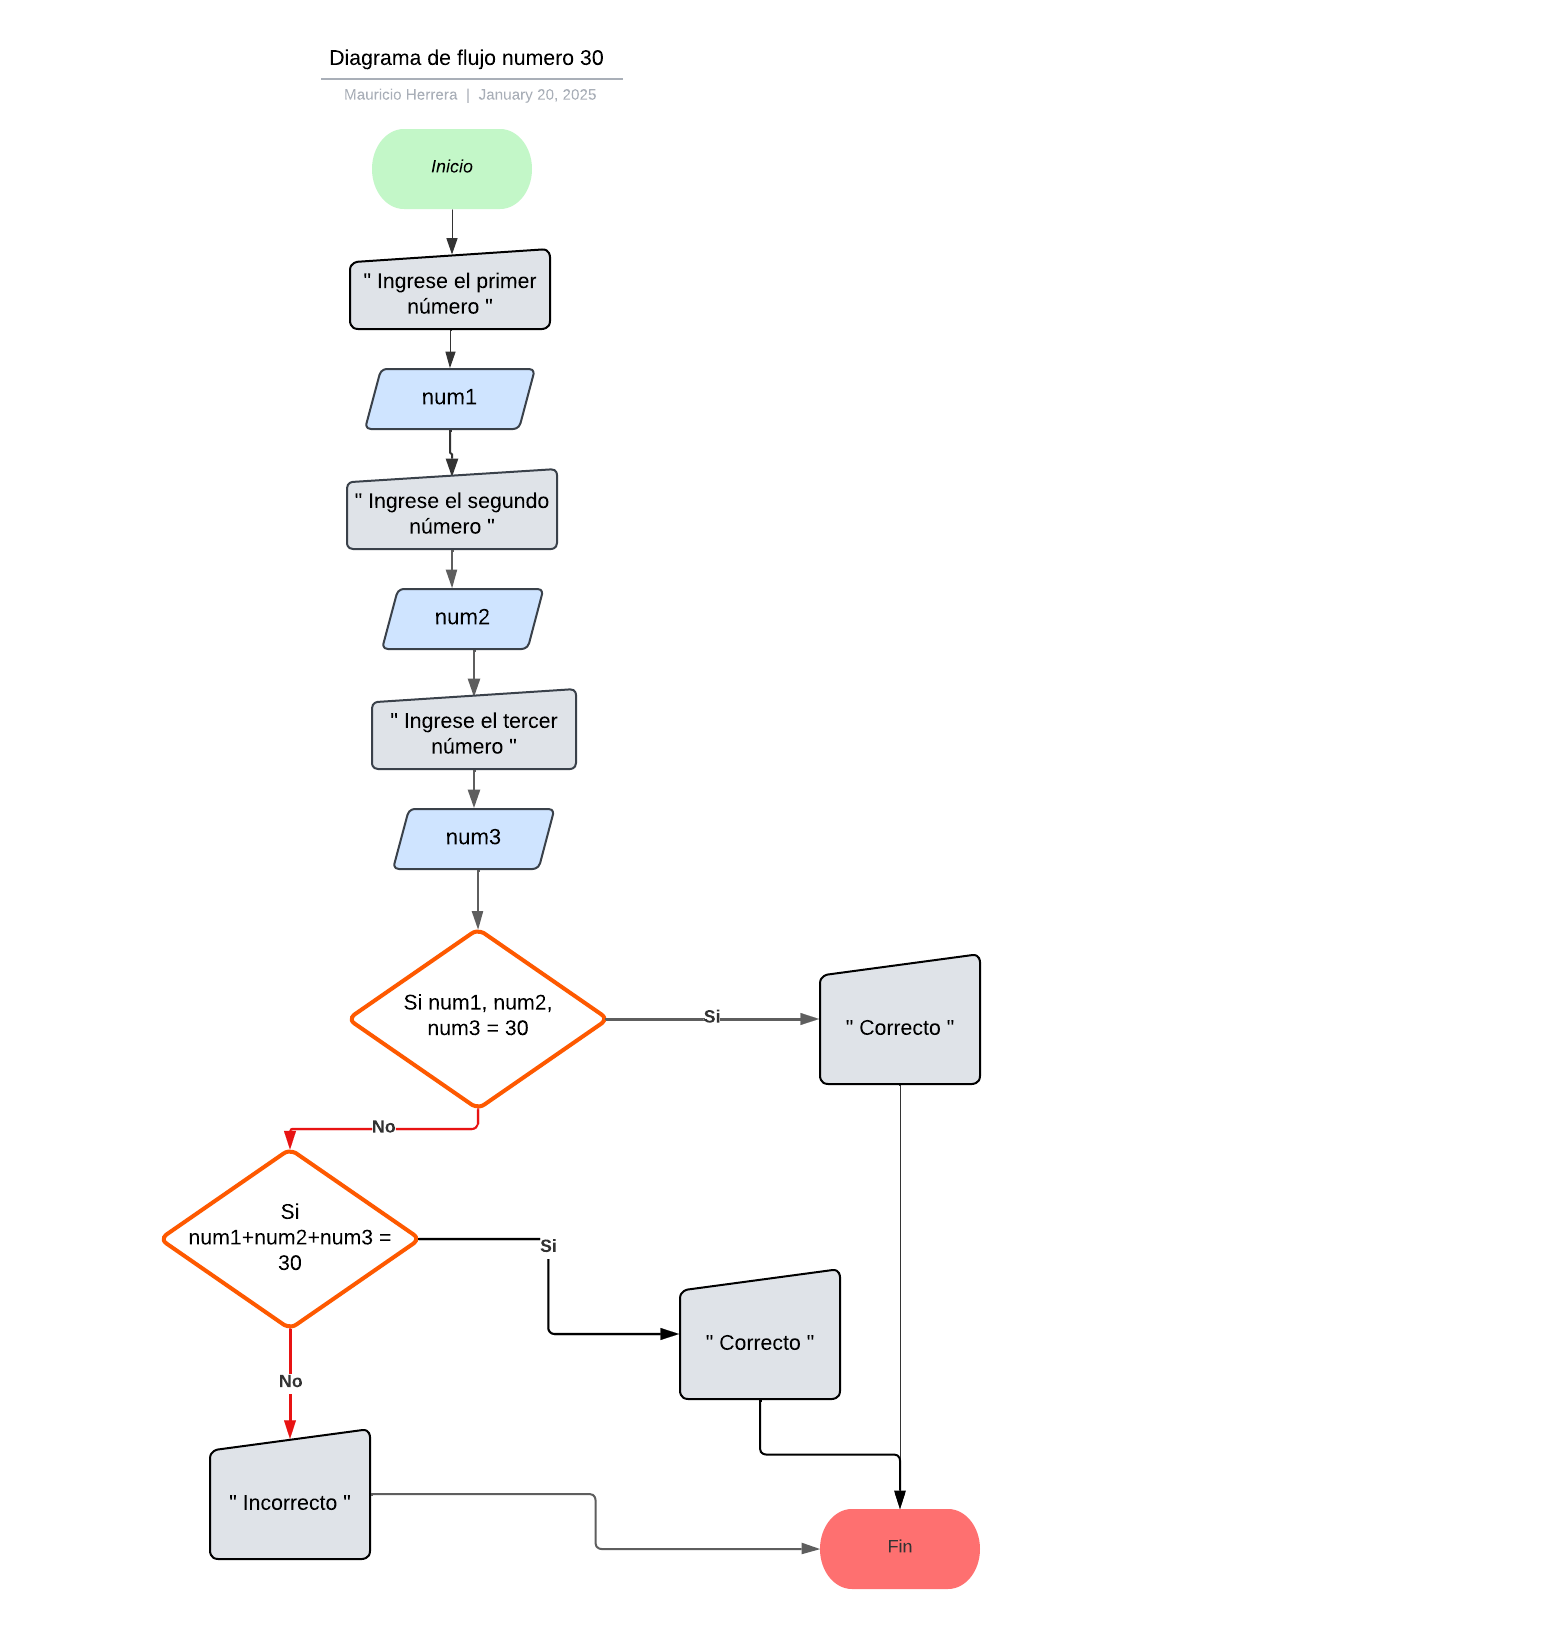 Diagrama de flujo numero 30
Mauricio Herrera | January 20, 2025
Inicio
" Ingrese el primer
número "
num1
" Ingrese el segundo
número "
num2
" Ingrese el tercer
número "
num3
Si num1, num2,
num3 = 30
Si
" Correcto "
No
Si
num1+num2+num3 =
30
Si
" Correcto "
No
" Incorrecto "
Fin